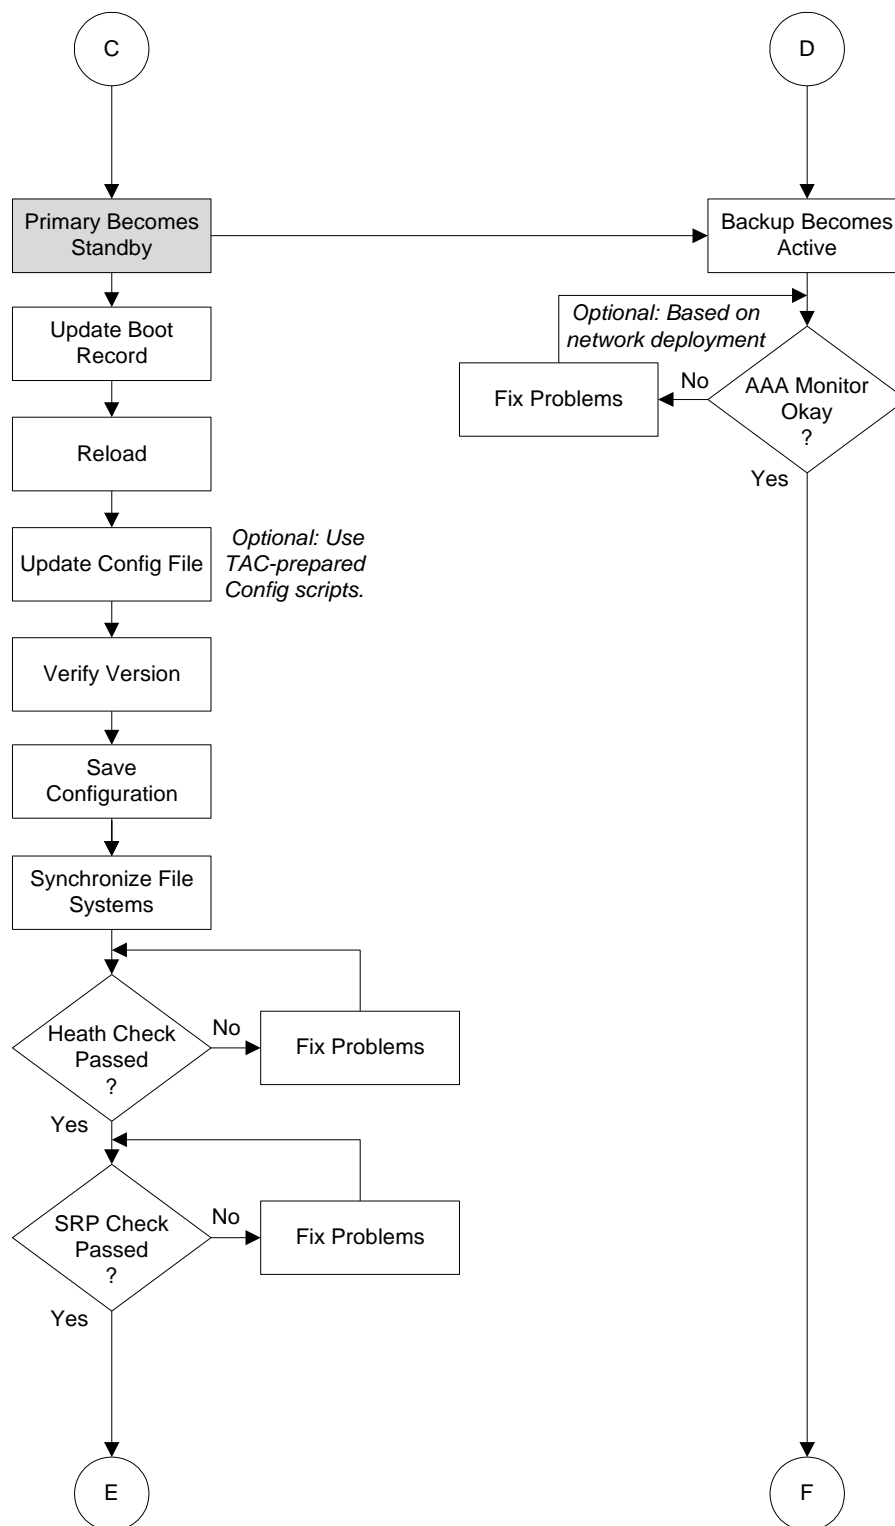 C
D
Primary Becomes
Standby
Backup Becomes
Active
Update Boot
Record
Optional: Based on
network deployment
Fix Problems
No
AAA Monitor
Okay
?
Yes
Reload
Update Config File
Optional: Use
TAC-prepared
Config scripts.
Verify Version
Save
Configuration
Synchronize File
Systems
Heath Check
Passed
?
No
Fix Problems
Yes
SRP Check
Passed
?
No
Fix Problems
Yes
E
F